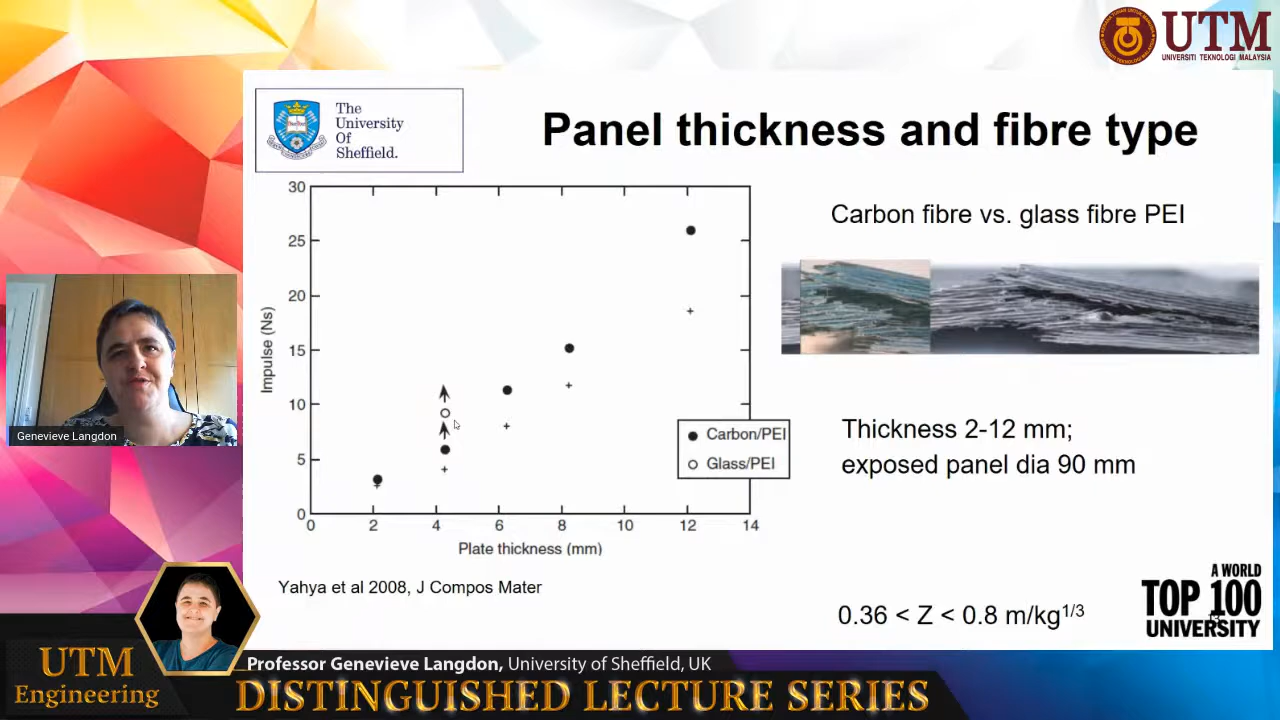 UTM
UNIVERSITI TEKNOLOGI MALAYSIA
The
University
Of
Sheffield.
Panel thickness and fibre type
30
25
20
15
10
5
0
Impulse (Ns)
0 2 4 6 8 10 12 14
Plate thickness (mm)
Carbon/PEI
Glass/PEI
Carbon fibre vs. glass fibre PEI
Thickness 2-12 mm;
exposed panel dia 90 mm
Genevieve Langdon
Yahya et al 2008, J Compos Mater
0.36 < Z < 0.8 m/kg1/3
A WORLD
TOP 100
UNIVERSITY
UTM
Engineering
Professor Genevieve Langdon, University of Sheffield, UK
DISTINGUISHED LECTURE SERIES